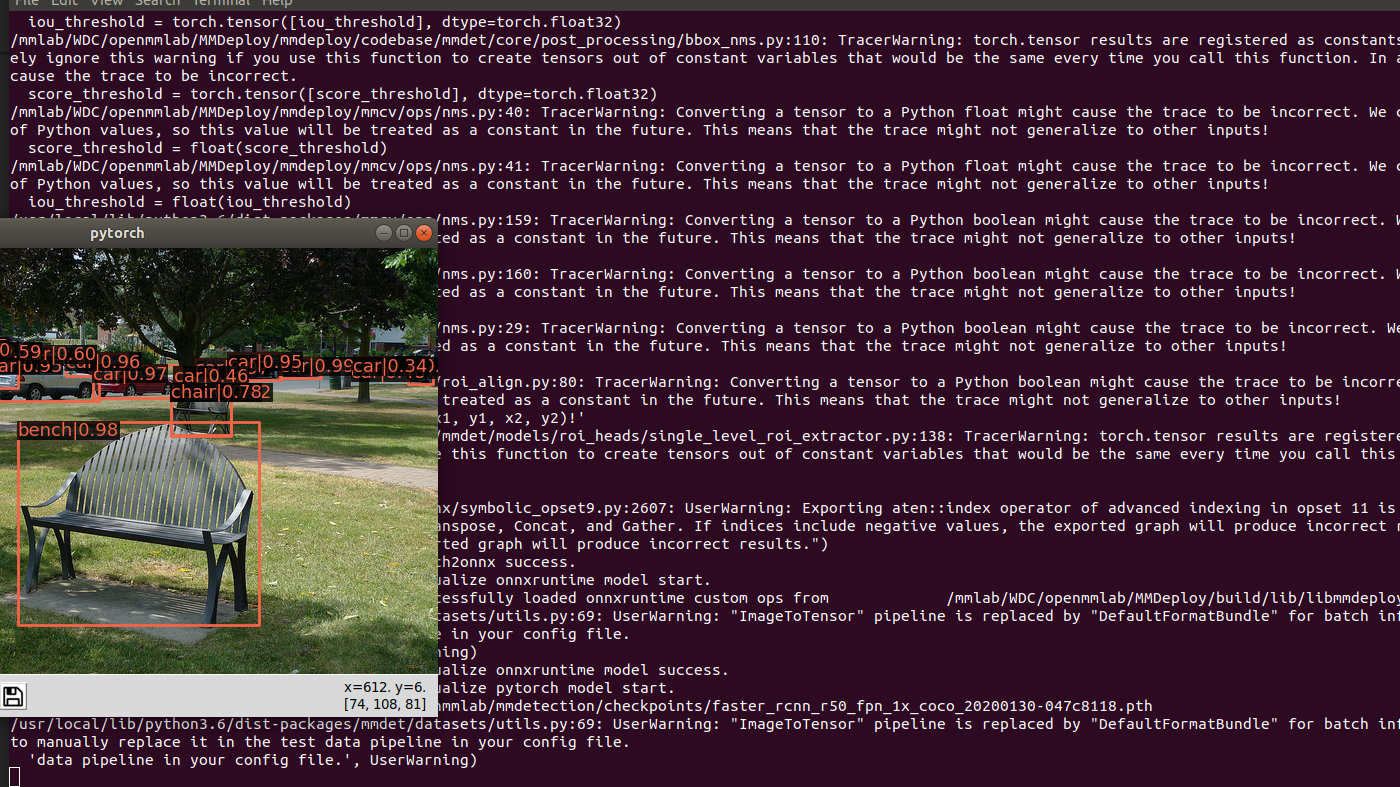 File Edit View Search Terminal Help
iou_threshold = torch.tensor([iou_threshold], dtype=torch.float32)
/mmlab/WDC/openmmlab/MMDeploy/mmdeploy/codebase/mmdet/core/post_processing/bbox_nms.py:110: TracerWarning: torch.tensor results are registered as constants
ely ignore this warning if you use this function to create tensors out of constant variables that would be the same every time you call this function. In a
cause the trace to be incorrect.
score_threshold = torch.tensor([score_threshold], dtype=torch.float32)
/mmlab/WDC/openmmlab/MMDeploy/mmdeploy/mmcv/ops/nms.py:40: TracerWarning: Converting a tensor to a Python float might cause the trace to be incorrect. We c
of Python values, so this value will be treated as a constant in the future. This means that the trace might not generalize to other inputs!
score_threshold = float(score_threshold)
/mmlab/WDC/openmmlab/MMDeploy/mmdeploy/mmcv/ops/nms.py:41: TracerWarning: Converting a tensor to a Python float might cause the trace to be incorrect. We c
of Python values, so this value will be treated as a constant in the future. This means that the trace might not generalize to other inputs!
iou_threshold = float(iou_threshold)
/nms.py:159: TracerWarning: Converting a tensor to a Python boolean might cause the trace to be incorrect. W
ted as a constant in the future. This means that the trace might not generalize to other inputs!
/nms.py:160: TracerWarning: Converting a tensor to a Python boolean might cause the trace to be incorrect. W
ted as a constant in the future. This means that the trace might not generalize to other inputs!
/nms.py:29: TracerWarning: Converting a tensor to a Python boolean might cause the trace to be incorrect. We
ed as a constant in the future. This means that the trace might not generalize to other inputs!
/roi_align.py:80: TracerWarning: Converting a tensor to a Python boolean might cause the trace to be incorre
treated as a constant in the future. This means that the trace might not generalize to other inputs!
x1, y1, x2, y2)!'
/mmdet/models/roi_heads/single_level_roi_extractor.py:138: TracerWarning: torch.tensor results are registere
e this function to create tensors out of constant variables that would be the same every time you call this
nx/symbolic_opset9.py:2607: UserWarning: Exporting aten::index operator of advanced indexing in opset 11 is
anspose, Concat, and Gather. If indices include negative values, the exported graph will produce incorrect r
rted graph will produce incorrect results.")
ch2onnx success.
ualize onnxruntime model start.
cessfully loaded onnxruntime custom ops from /mmlab/WDC/openmmlab/MMDeploy/build/lib/libmmdeploy
tasets/utils.py:69: UserWarning: "ImageToTensor" pipeline is replaced by "DefaultFormatBundle" for batch inf
e in your config file.
ning)
ualize onnxruntime model success.
ualize pytorch model start.
mmlab/mmdetection/checkpoints/faster_rcnn_r50_fpn_1x_coco_20200130-047c8118.pth
/usr/local/lib/python3.6/dist-packages/mmdet/datasets/utils.py:69: UserWarning: "ImageToTensor" pipeline is replaced by "DefaultFormatBundle" for batch inf
to manually replace it in the test data pipeline in your config file.
'data pipeline in your config file.', UserWarning)
pytorch
0.59
r|0.60
|0.96
car|0.97
car|0.95
r|0.99
car|0.34)
car|0.46
chair|0.782
bench|0.98
x=612. y=6.
[74, 108, 81]